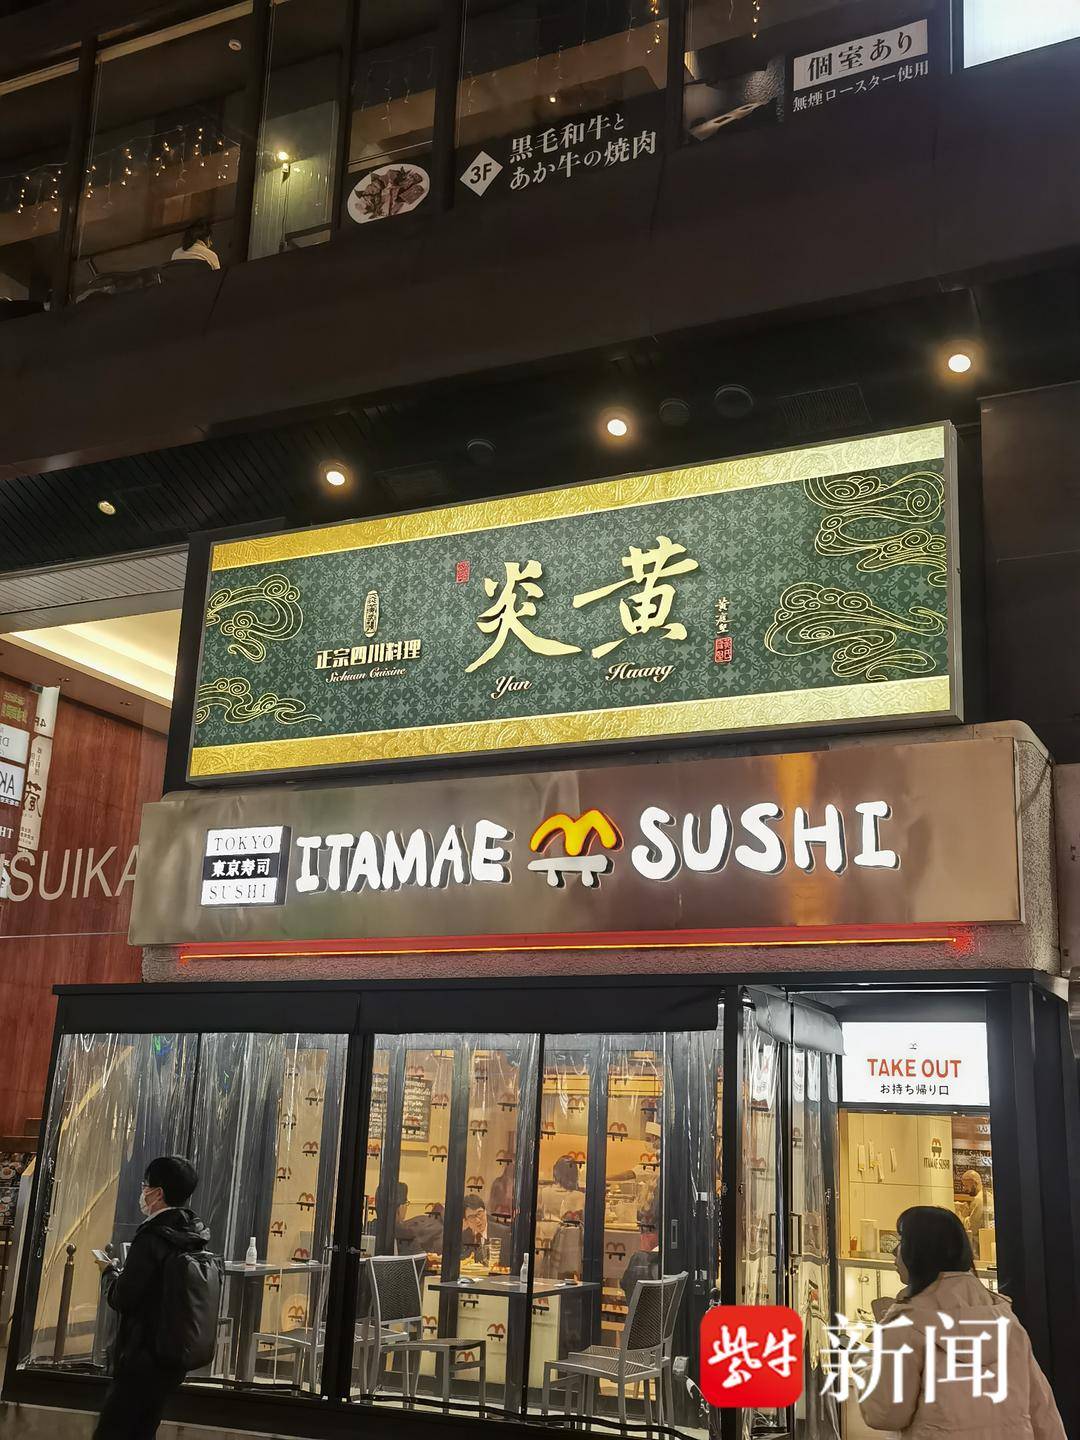 個室あり
無煙ロースター使用
3F
黒毛和牛と
あか牛の焼肉
正宗四川料理
Sichuan Cuisine
炎黄
Yan Huang
TOKYO
東京寿司
SUSHI
ITAMAE SUSHI
4F
SUIKA
TAKE OUT
お持ち帰り口
ITAMAE SUSHI
紫牛新闻